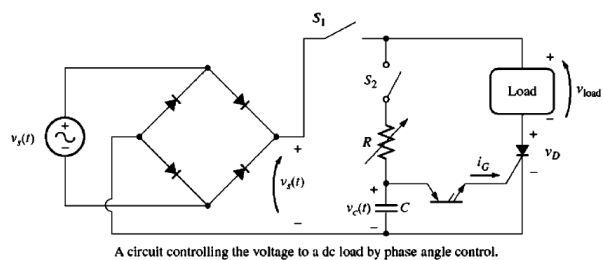 S1
+
S2
Load
+
vload
−
+
−
vs(t)
+
vs(t)
−
R
+
vc(t)
−
C
iG
+
vD
−
A circuit controlling the voltage to a dc load by phase angle control.